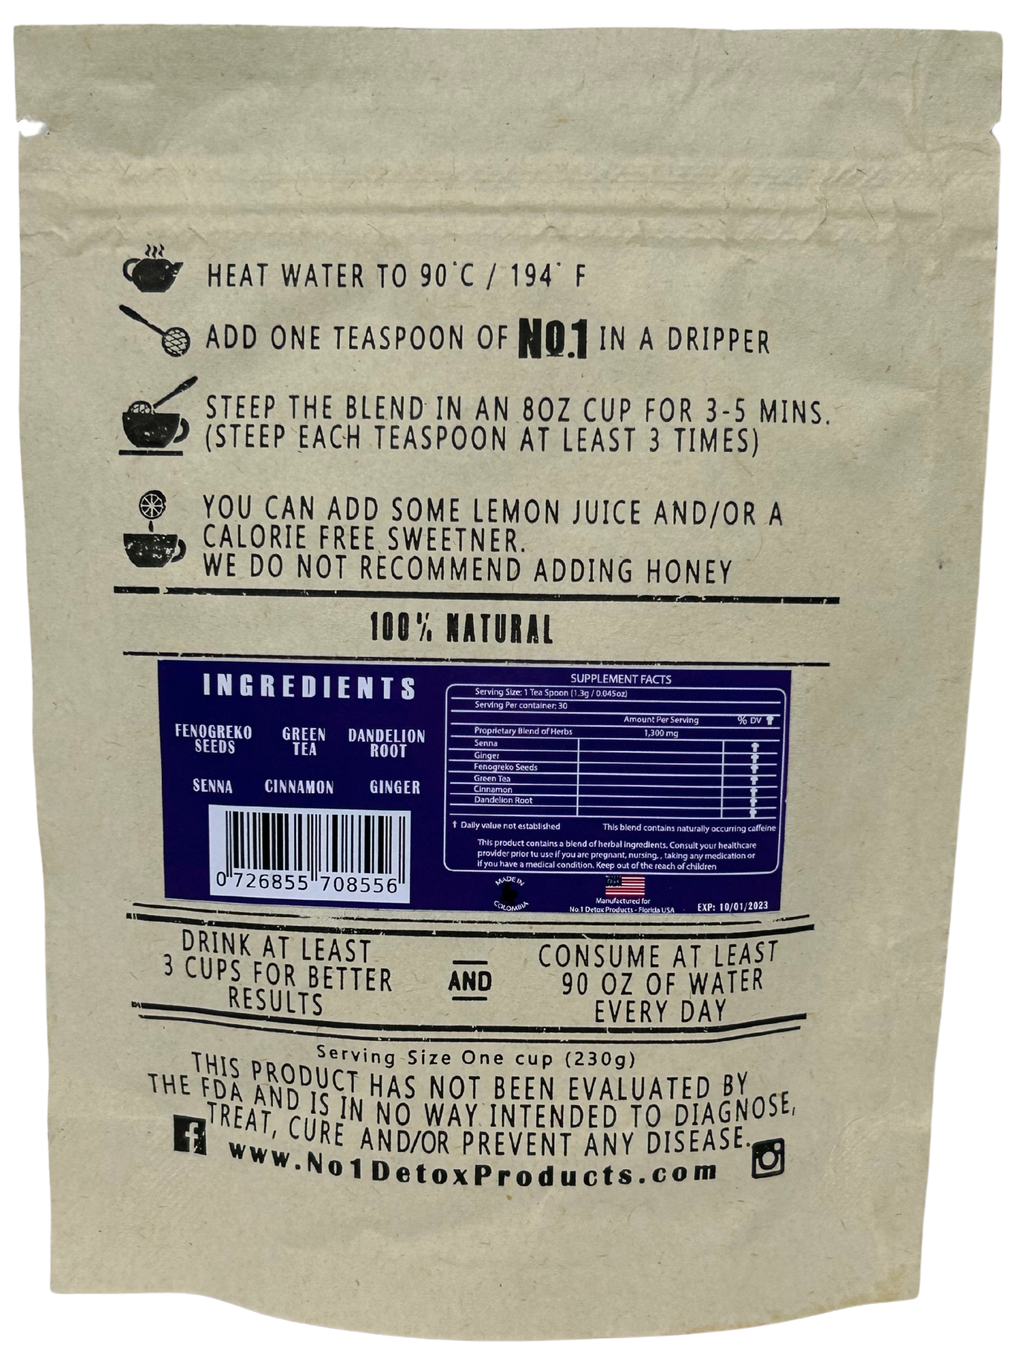 HEAT WATER TO 90°C / 194° F
ADD ONE TEASPOON OF NO.1 IN A DRIPPER
STEEP THE BLEND IN AN 8OZ CUP FOR 3-5 MINS.
(STEEP EACH TEASPOON AT LEAST 3 TIMES)
YOU CAN ADD SOME LEMON JUICE AND/OR A
CALORIE FREE SWEETNER.
WE DO NOT RECOMMEND ADDING HONEY
100% NATURAL
INGREDIENTS
FENOGREKO
SEEDS
GREEN
TEA
DANDELION
ROOT
SENNA
CINNAMON
GINGER
0 726855 708556
SUPPLEMENT FACTS
Serving Size: 1 Tea Spoon (1.3g / 0.045oz)
Serving Per container: 30
Amount Per Serving % DV †
Proprietary Blend of Herbs 1,300 mg
Senna †
Ginger †
Fenogreko Seeds †
Green Tea †
Cinnamon †
Dandelion Root †
†
† Daily value not established This blend contains naturally occurring caffeine
This product contains a blend of herbal ingredients. Consult your healthcare
provider prior to use if you are pregnant, nursing, , taking any medication or
if you have a medical condition. Keep out of the reach of children
MADE IN
COLOMBIA
Manufactured for
No.1 Detox Products - Florida USA
EXP: 10/01/2023
DRINK AT LEAST
3 CUPS FOR BETTER
RESULTS
AND
CONSUME AT LEAST
90 OZ OF WATER
EVERY DAY
Serving Size One cup (230g)
THIS PRODUCT HAS NOT BEEN EVALUATED BY
THE FDA AND IS IN NO WAY INTENDED TO DIAGNOSE,
TREAT, CURE AND/OR PREVENT ANY DISEASE.
www.No1DetoxProducts.com